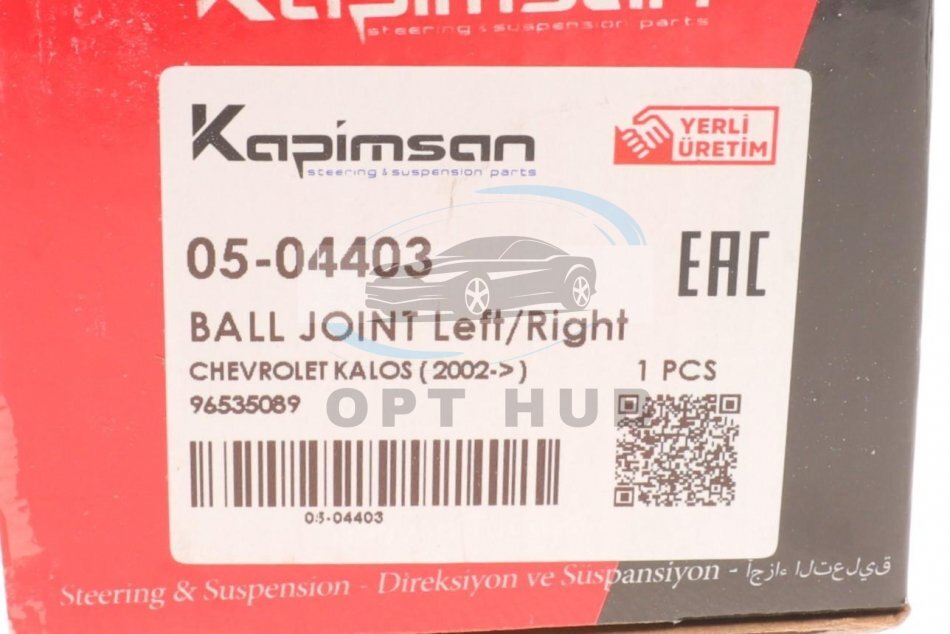 Kapimsan
steering & suspension parts
Kapimsan
steering & suspension parts
YERLİ
ÜRETİM
05-04403
EAC
BALL JOINT Left/Right
CHEVROLET KALOS ( 2002-> )
1 PCS
96535089
OPT HUB
05-04403
Steering & Suspension - Direksiyon ve Süspansiyon - أجزاء التعليق